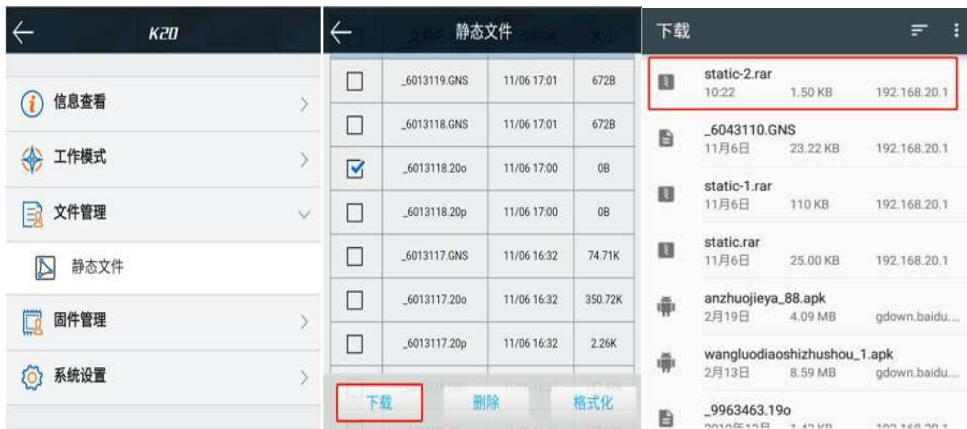 K20
信息查看
工作模式
文件管理
静态文件
固件管理
系统设置
静态文件
_6013119.GNS 11/06 17:01 672B
_6013118.GNS 11/06 17:01 672B
_6013118.20o 11/06 17:00 0B
_6013118.20p 11/06 17:00 0B
_6013117.GNS 11/06 16:32 74.71K
_6013117.20o 11/06 16:32 350.72K
_6013117.20p 11/06 16:32 2.26K
下载 删除 格式化
下载
static-2.rar
10:22 1.50 KB 192.168.20.1
_6043110.GNS
11月6日 23.22 KB 192.168.20.1
static-1.rar
11月6日 110 KB 192.168.20.1
static.rar
11月6日 25.00 KB 192.168.20.1
anzhuojieya_88.apk
2月19日 4.09 MB gdown.baidu....
wangluodiaoshizhushou_1.apk
2月13日 8.59 MB gdown.baidu....
_9963463.19o